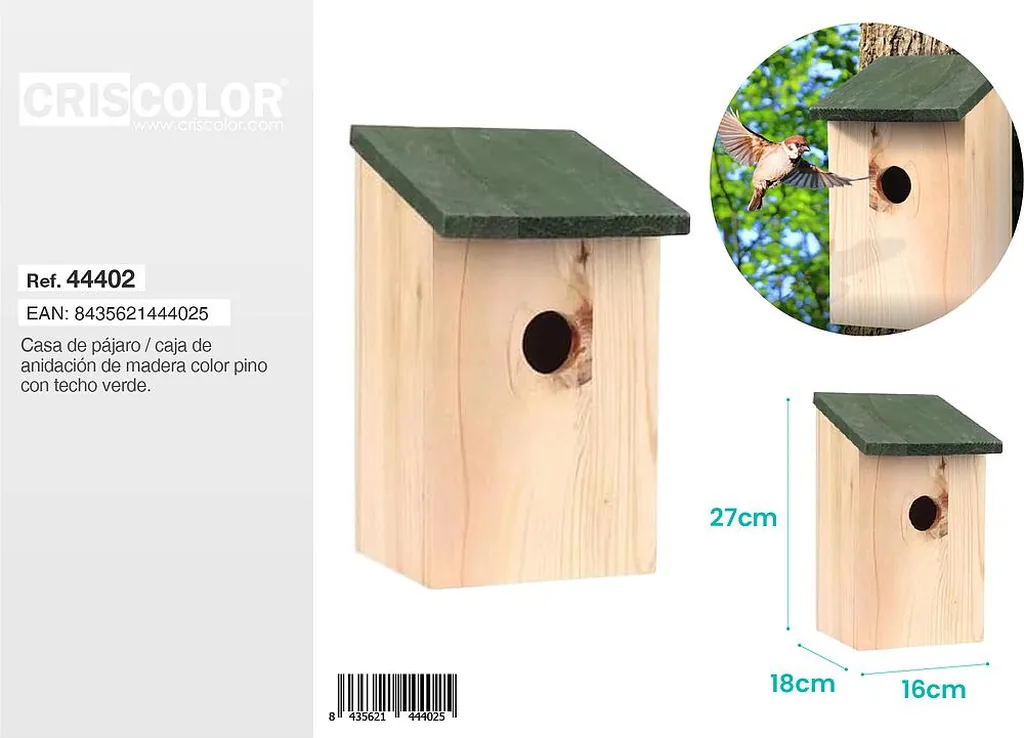 CRISCOLOR®
www.criscolor.com
Ref. 44402
EAN: 8435621444025
Casa de pájaro / caja de
anidación de madera color pino
con techo verde.
27cm
18cm
16cm
8 435621 444025